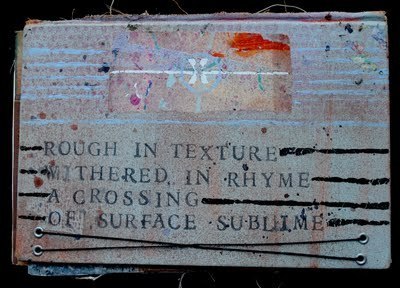 ROUGH IN TEXTURE
WITHERED IN RHYME
A CROSSING
OF SURFACE SUBLIME